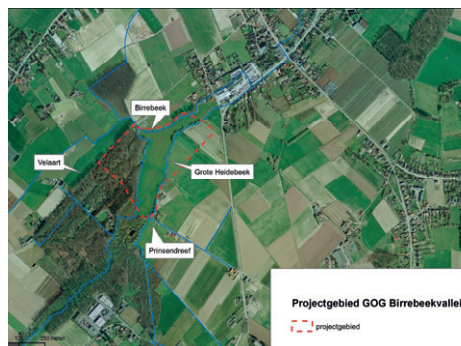 Birrebeek
Velaart
Grote Heidebeek
Prinsendreef
Projectgebied GOG Birrebeekvallei
projectgebied